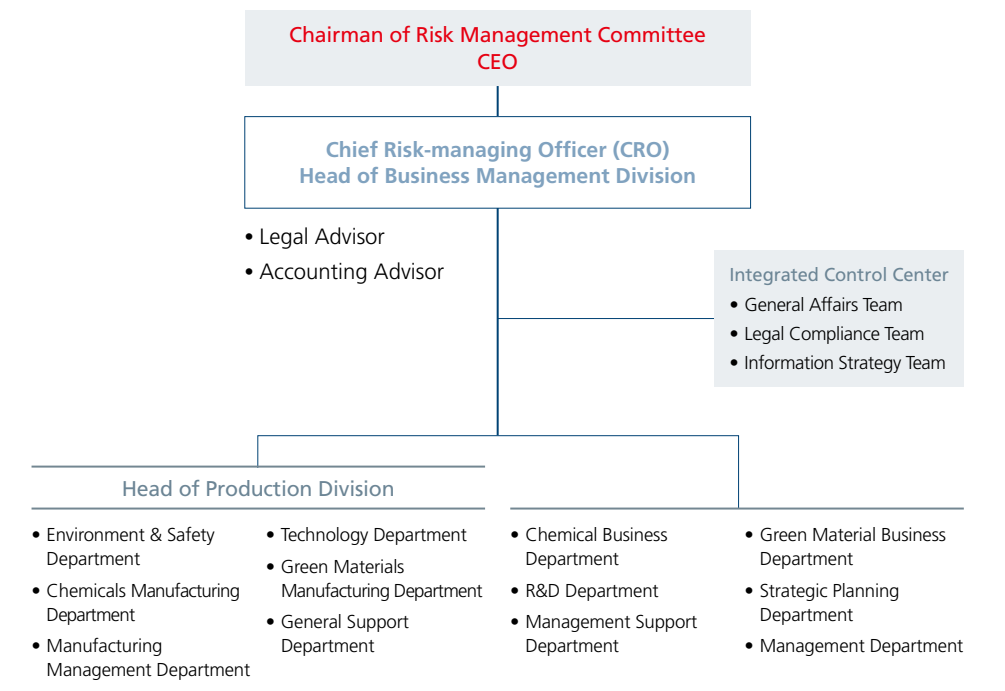 Chairman of Risk Management Committee
CEO
Chief Risk-managing Officer (CRO)
Head of Business Management Division
• Legal Advisor
• Accounting Advisor
Integrated Control Center
• General Affairs Team
• Legal Compliance Team
• Information Strategy Team
Head of Production Division
• Environment & Safety
Department
• Chemicals Manufacturing
Department
• Manufacturing
Management Department
• Technology Department
• Green Materials
Manufacturing Department
• General Support
Department
• Chemical Business
Department
• R&D Department
• Management Support
Department
• Green Material Business
Department
• Strategic Planning
Department
• Management Department